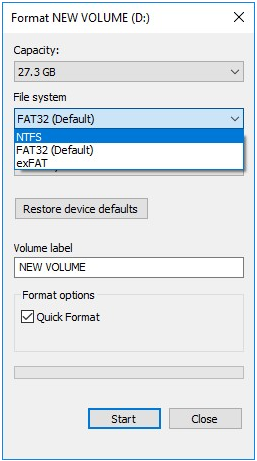 Format NEW VOLUME (D:)
Capacity:
27.3 GB
File system
FAT32 (Default)
NTFS
FAT32 (Default)
exFAT
Restore device defaults
Volume label
NEW VOLUME
Format options
Quick Format
Start
Close